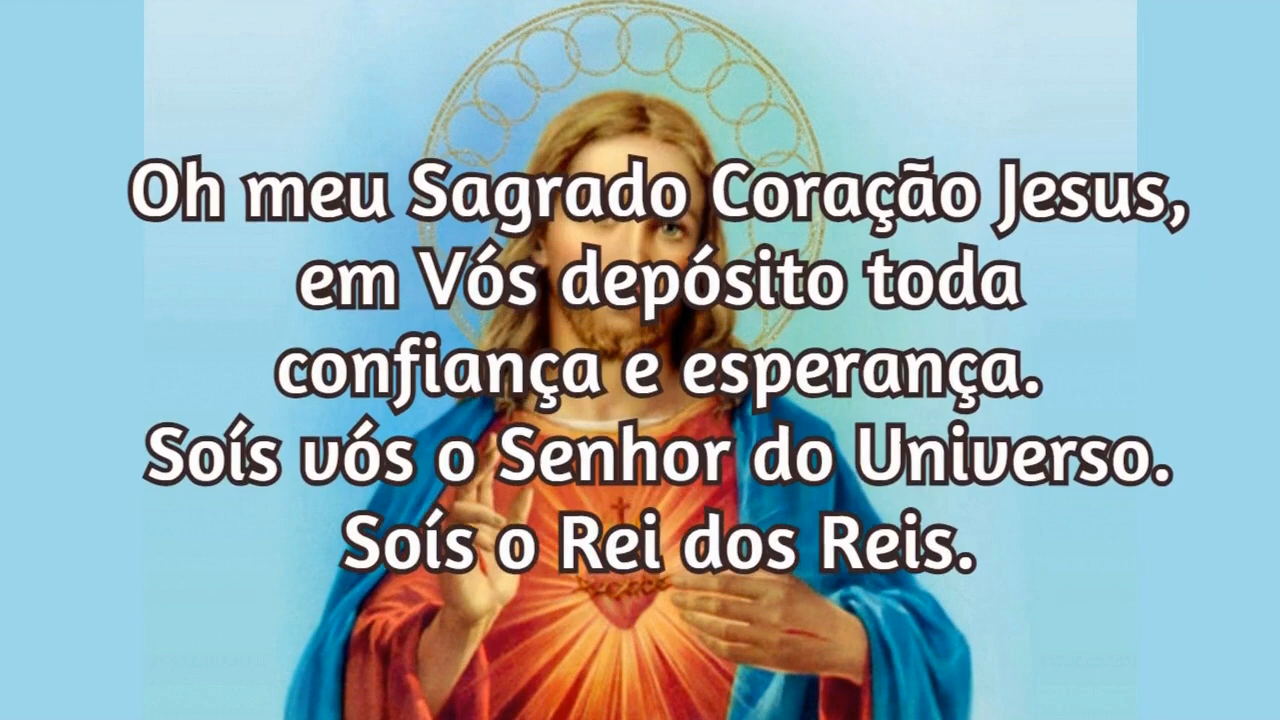 Oh meu Sagrado Coração Jesus,
em Vós depósito toda
confiança e esperança.
Soís vós o Senhor do Universo.
Soís o Rei dos Reis.